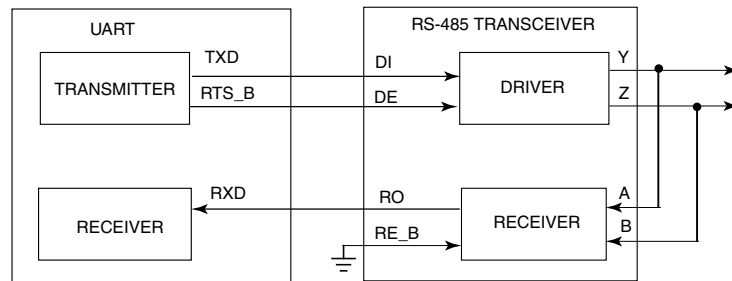 UART
RS-485 TRANSCEIVER
TXD
DI
Y
TRANSMITTER
DRIVER
RTS_B
DE
Z
RXD
RO
A
RECEIVER
RECEIVER
B
RE_B